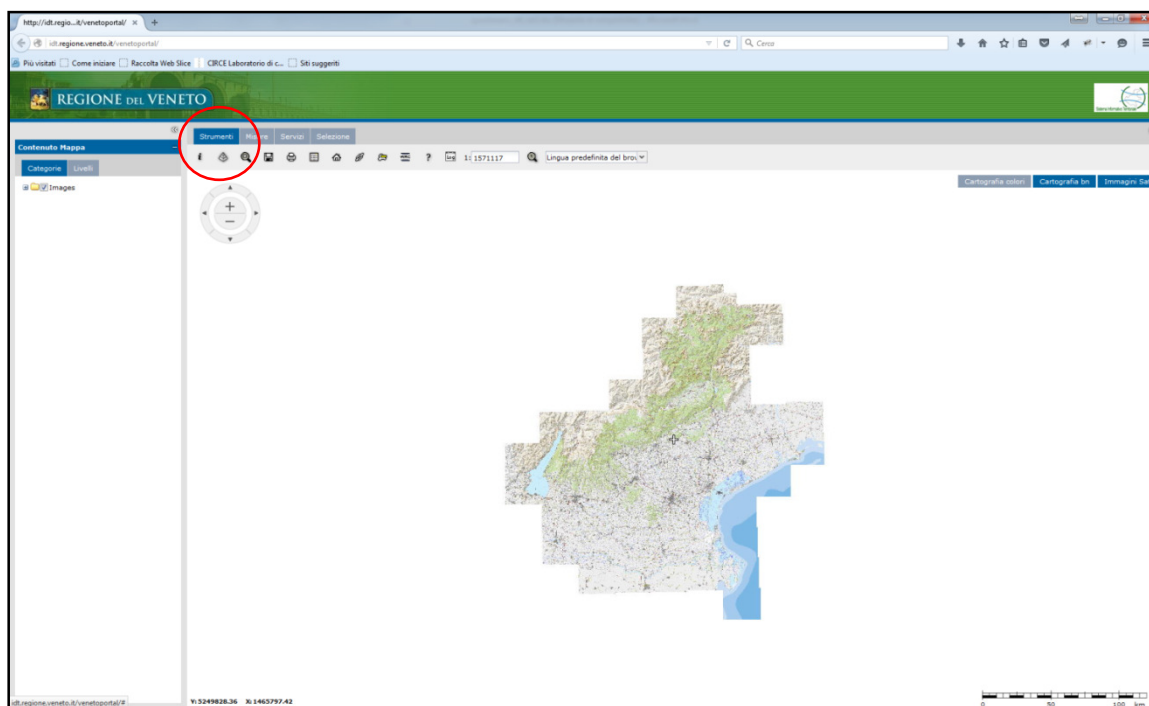 http://idt.regio...it/venetoportal/ × +
idt.regione.veneto.it/venetoportal/
Cerca
Più visitati Come iniziare Raccolta Web Slice CIRCE Laboratorio di c... Siti suggeriti
REGIONE DEL VENETO
Strumenti Misure Servizi Selezione
Contenuto Mappa
1: 1571117 Lingua predefinita del brow
Categorie Livelli
Images
Cartografia colori Cartografia bn Immagini Sat
idt.regione.veneto.it/venetoportal/#
Y: 5249828.36 X: 1465797.42
0 50 100 km